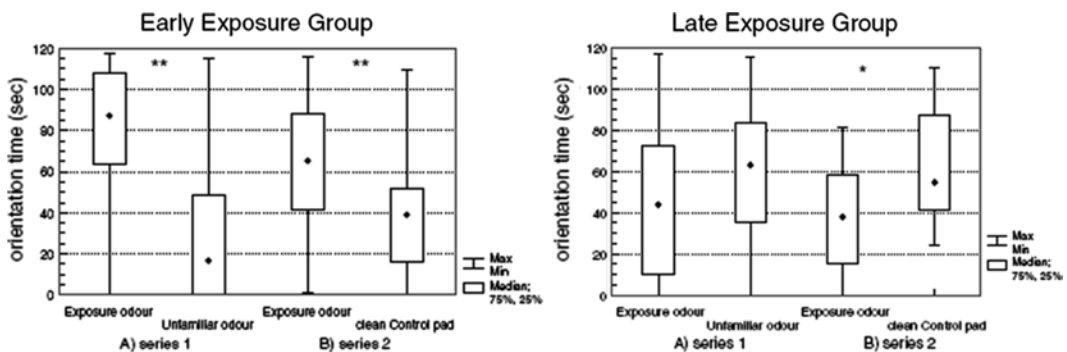 Early Exposure Group
orientation time (sec)
120
100
80
60
40
20
0
** **
Exposure odour Exposure odour
Unfamiliar odour clean Control pad
A) series 1 B) series 2
Max
Min
Median;
75%, 25%
Late Exposure Group
orientation time (sec)
120
100
80
60
40
20
0
*
Exposure odour Exposure odour
Unfamiliar odour clean Control pad
A) series 1 B) series 2
Max
Min
Median;
75%, 25%